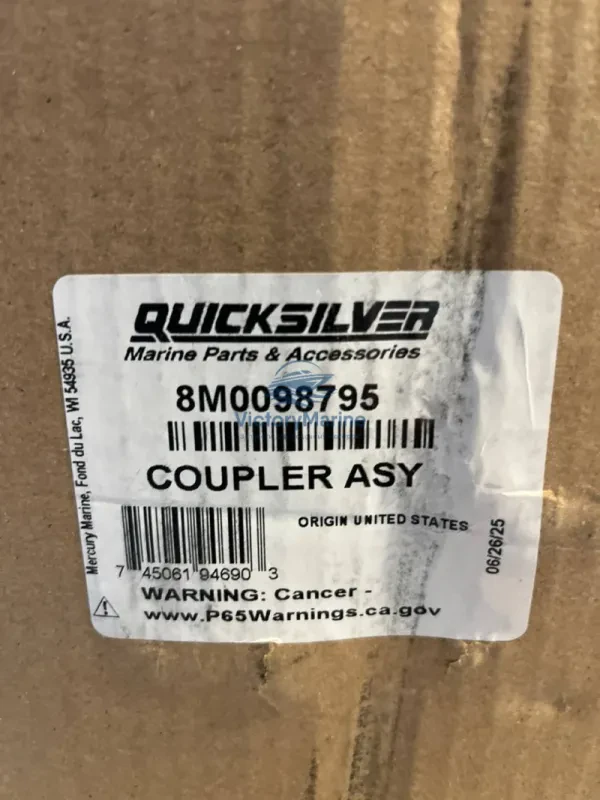 QUICKSILVER
Marine Parts & Accessories
8M0098795
VictoryMarine
COUPLER ASY
ORIGIN UNITED STATES
7 45061 94690 3
WARNING: Cancer -
www.P65Warnings.ca.gov
Mercury Marine, Fond du Lac, WI 54935 U.S.A.
06/26/25